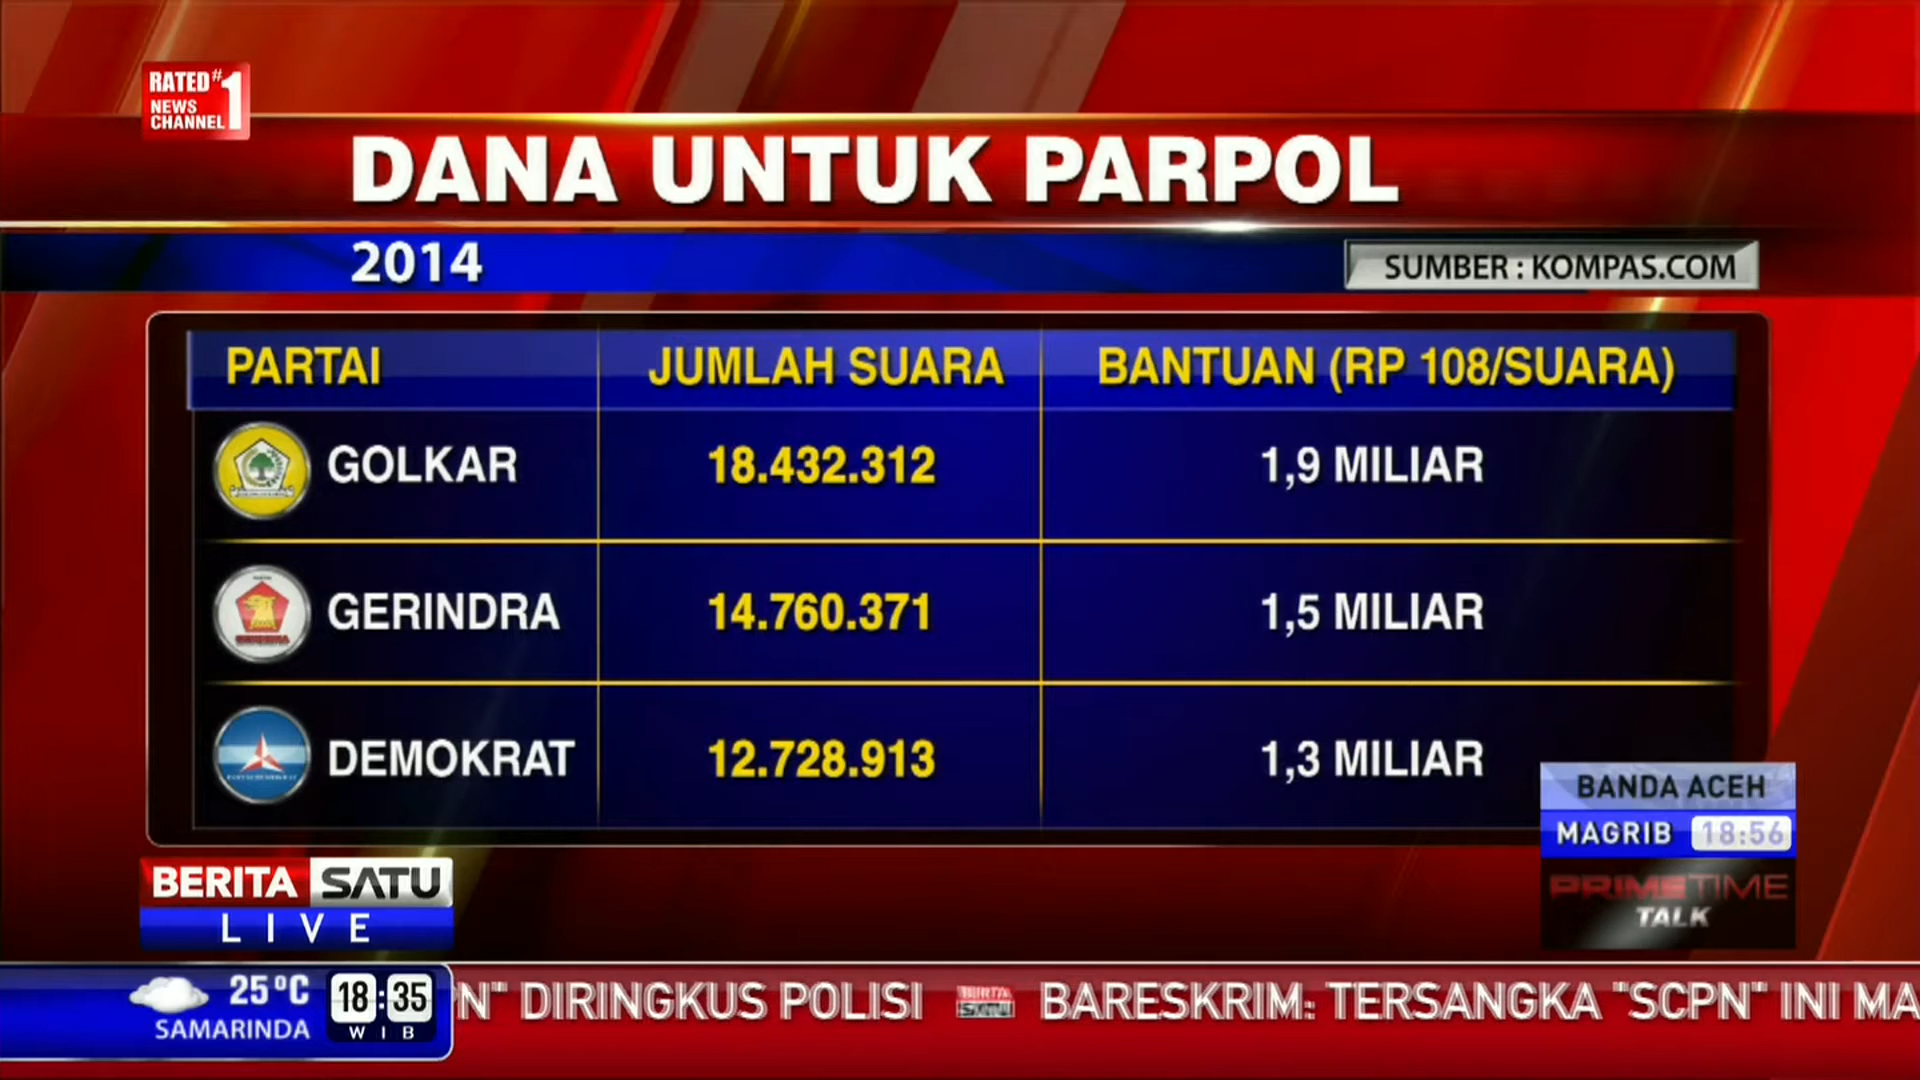 RATED #1
NEWS
CHANNEL
DANA UNTUK PARPOL
2014
SUMBER : KOMPAS.COM
PARTAI JUMLAH SUARA BANTUAN (RP 108/SUARA)
GOLKAR 18.432.312 1,9 MILIAR
GERINDRA 14.760.371 1,5 MILIAR
DEMOKRAT 12.728.913 1,3 MILIAR
BANDA ACEH
MAGRIB 18:56
PRIMETIME
TALK
BERITA SATU
LIVE
25°C
SAMARINDA
18:35
WIB
PN" DIRINGKUS POLISI BERITA SATU BARESKRIM: TERSANGKA "SCPN" INI MA